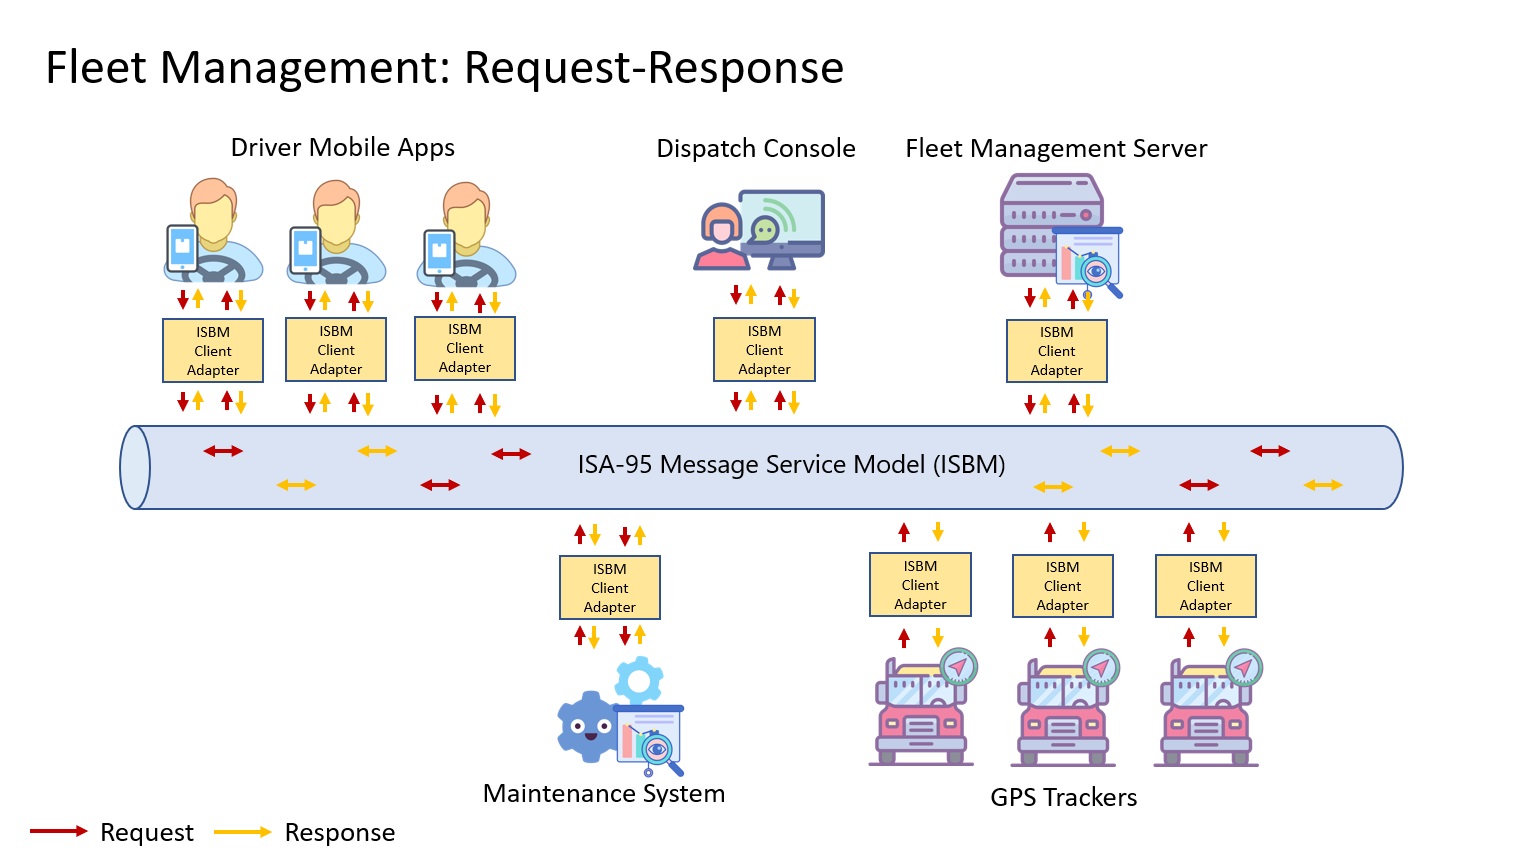 Fleet Management: Request-Response
Driver Mobile Apps
Dispatch Console
Fleet Management Server
ISBM
Client
Adapter
ISBM
Client
Adapter
ISBM
Client
Adapter
ISBM
Client
Adapter
ISBM
Client
Adapter
ISA-95 Message Service Model (ISBM)
ISBM
Client
Adapter
ISBM
Client
Adapter
ISBM
Client
Adapter
ISBM
Client
Adapter
Maintenance System
GPS Trackers
Request
Response